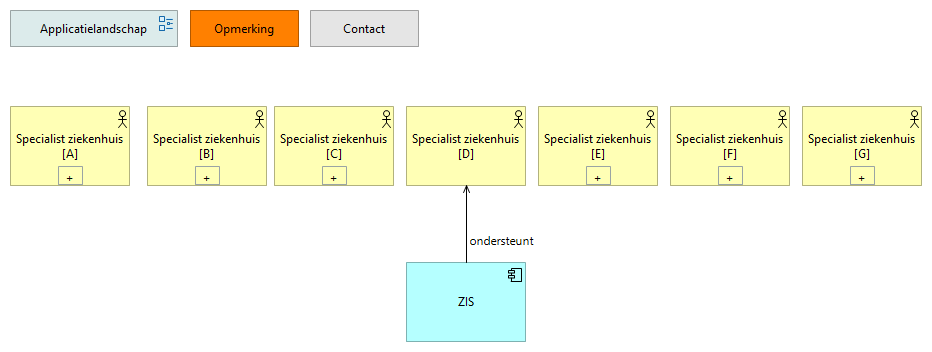 Applicatielandschap
Opmerking
Contact
Specialist ziekenhuis
[A]
+
Specialist ziekenhuis
[B]
+
Specialist ziekenhuis
[C]
+
Specialist ziekenhuis
[D]
Specialist ziekenhuis
[E]
+
Specialist ziekenhuis
[F]
+
Specialist ziekenhuis
[G]
+
ondersteunt
ZIS